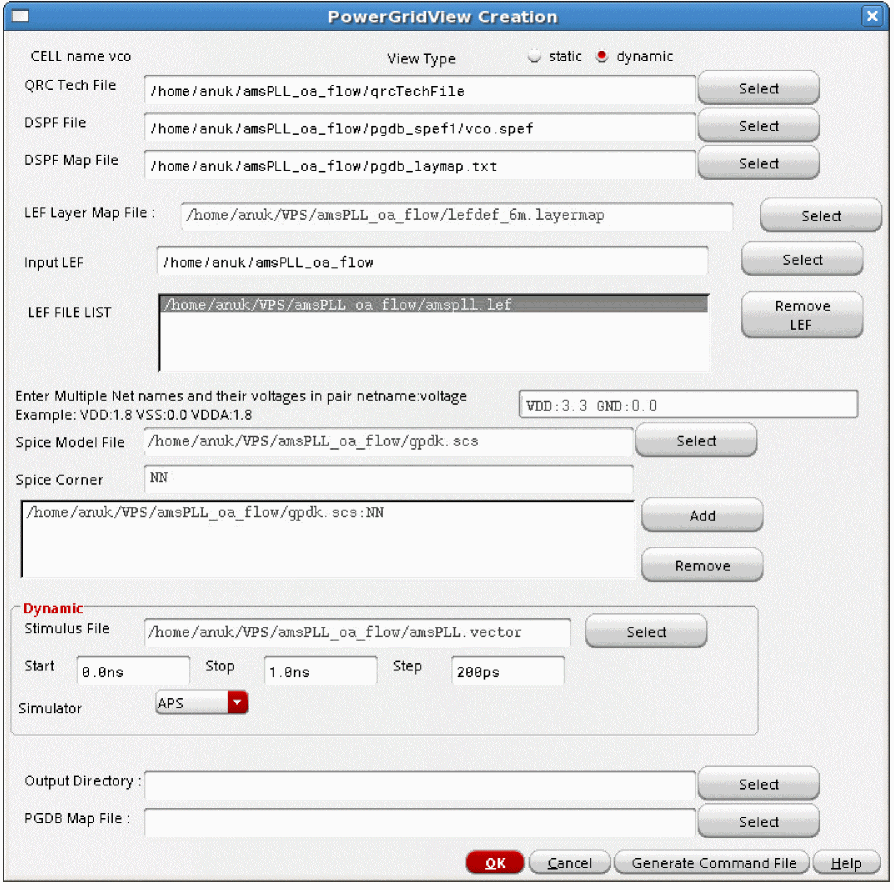 PowerGridView Creation
CELL name vco View Type static dynamic
QRC Tech File /home/anuk/amsPLL_oa_flow/qrcTechFile Select
DSPF File /home/anuk/amsPLL_oa_flow/pgdb_spef1/vco.spef Select
DSPF Map File /home/anuk/amsPLL_oa_flow/pgdb_laymap.txt Select
LEF Layer Map File : /home/anuk/VPS/amsPLL_oa_flow/lefdef_6m.layermap Select
Input LEF /home/anuk/amsPLL_oa_flow Select
LEF FILE LIST /home/anuk/VPS/amsPLL_oa_flow/amspll.lef Remove
LEF
Enter Multiple Net names and their voltages in pair netname:voltage
Example: VDD:1.8 VSS:0.0 VDDA:1.8 VDD:3.3 GND:0.0
Spice Model File /home/anuk/VPS/amsPLL_oa_flow/gpdk.scs Select
Spice Corner NN
/home/anuk/VPS/amsPLL_oa_flow/gpdk.scs:NN Add
Remove
Dynamic
Stimulus File /home/anuk/VPS/amsPLL_oa_flow/amsPLL.vector Select
Start 0.0ns Stop 1.0ns Step 200ps
Simulator APS
Output Directory : Select
PGDB Map File : Select
OK Cancel Generate Command File Help